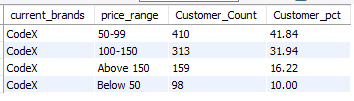 current_brands price_range Customer_Count Customer_pct
CodeX 50-99 410 41.84
CodeX 100-150 313 31.94
CodeX Above 150 159 16.22
CodeX Below 50 98 10.00